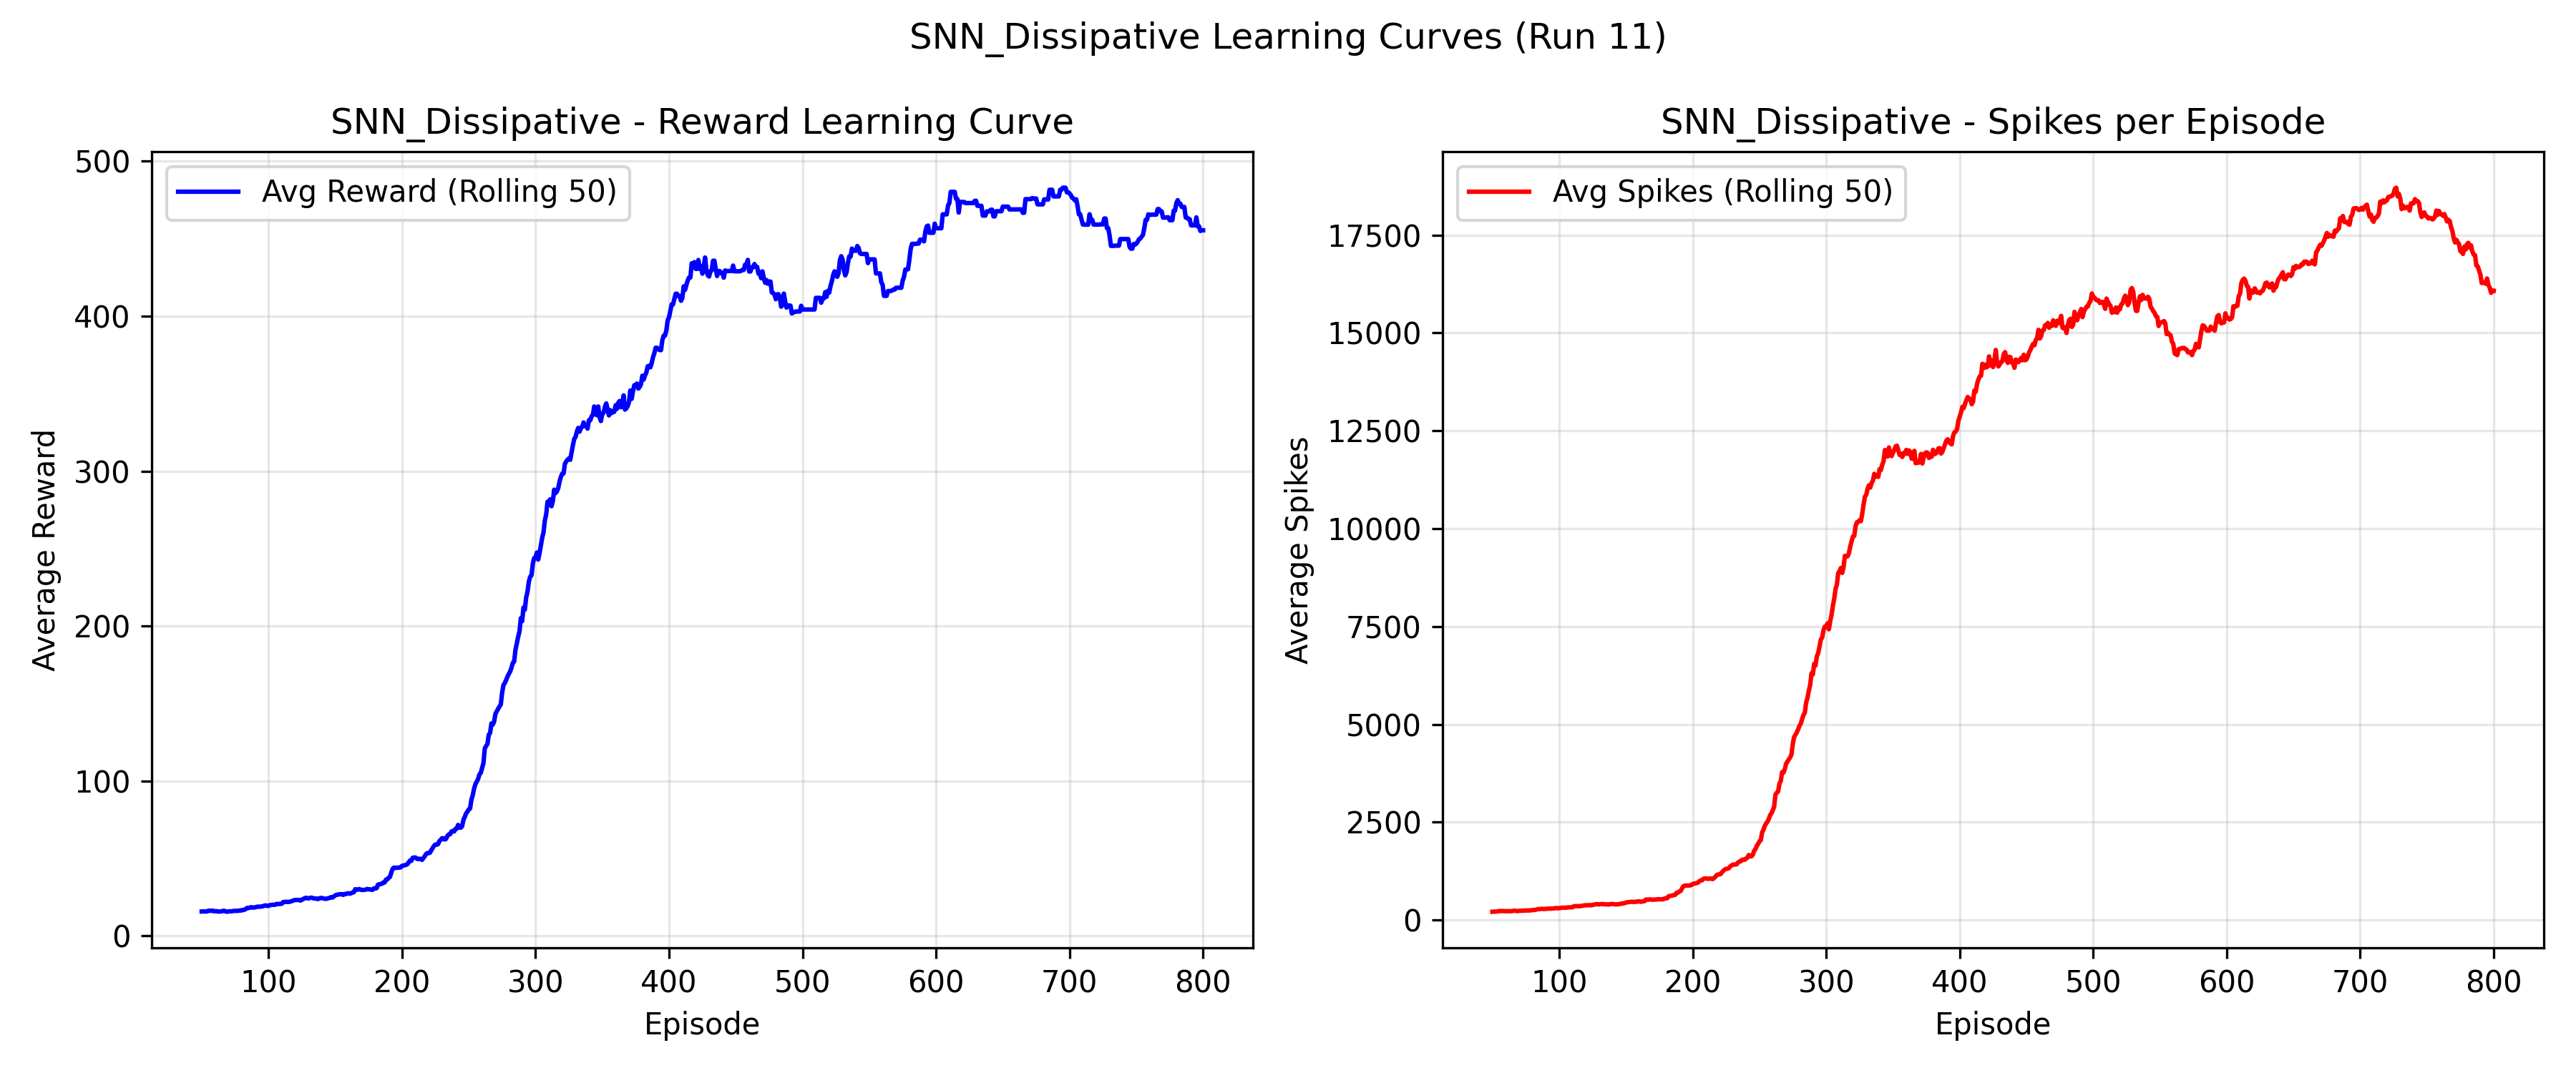 SNN_Dissipative Learning Curves (Run 11)
SNN_Dissipative - Reward Learning Curve
Avg Reward (Rolling 50)
Average Reward
500
400
300
200
100
0
100 200 300 400 500 600 700 800
Episode
SNN_Dissipative - Spikes per Episode
Avg Spikes (Rolling 50)
Average Spikes
17500
15000
12500
10000
7500
5000
2500
0
100 200 300 400 500 600 700 800
Episode